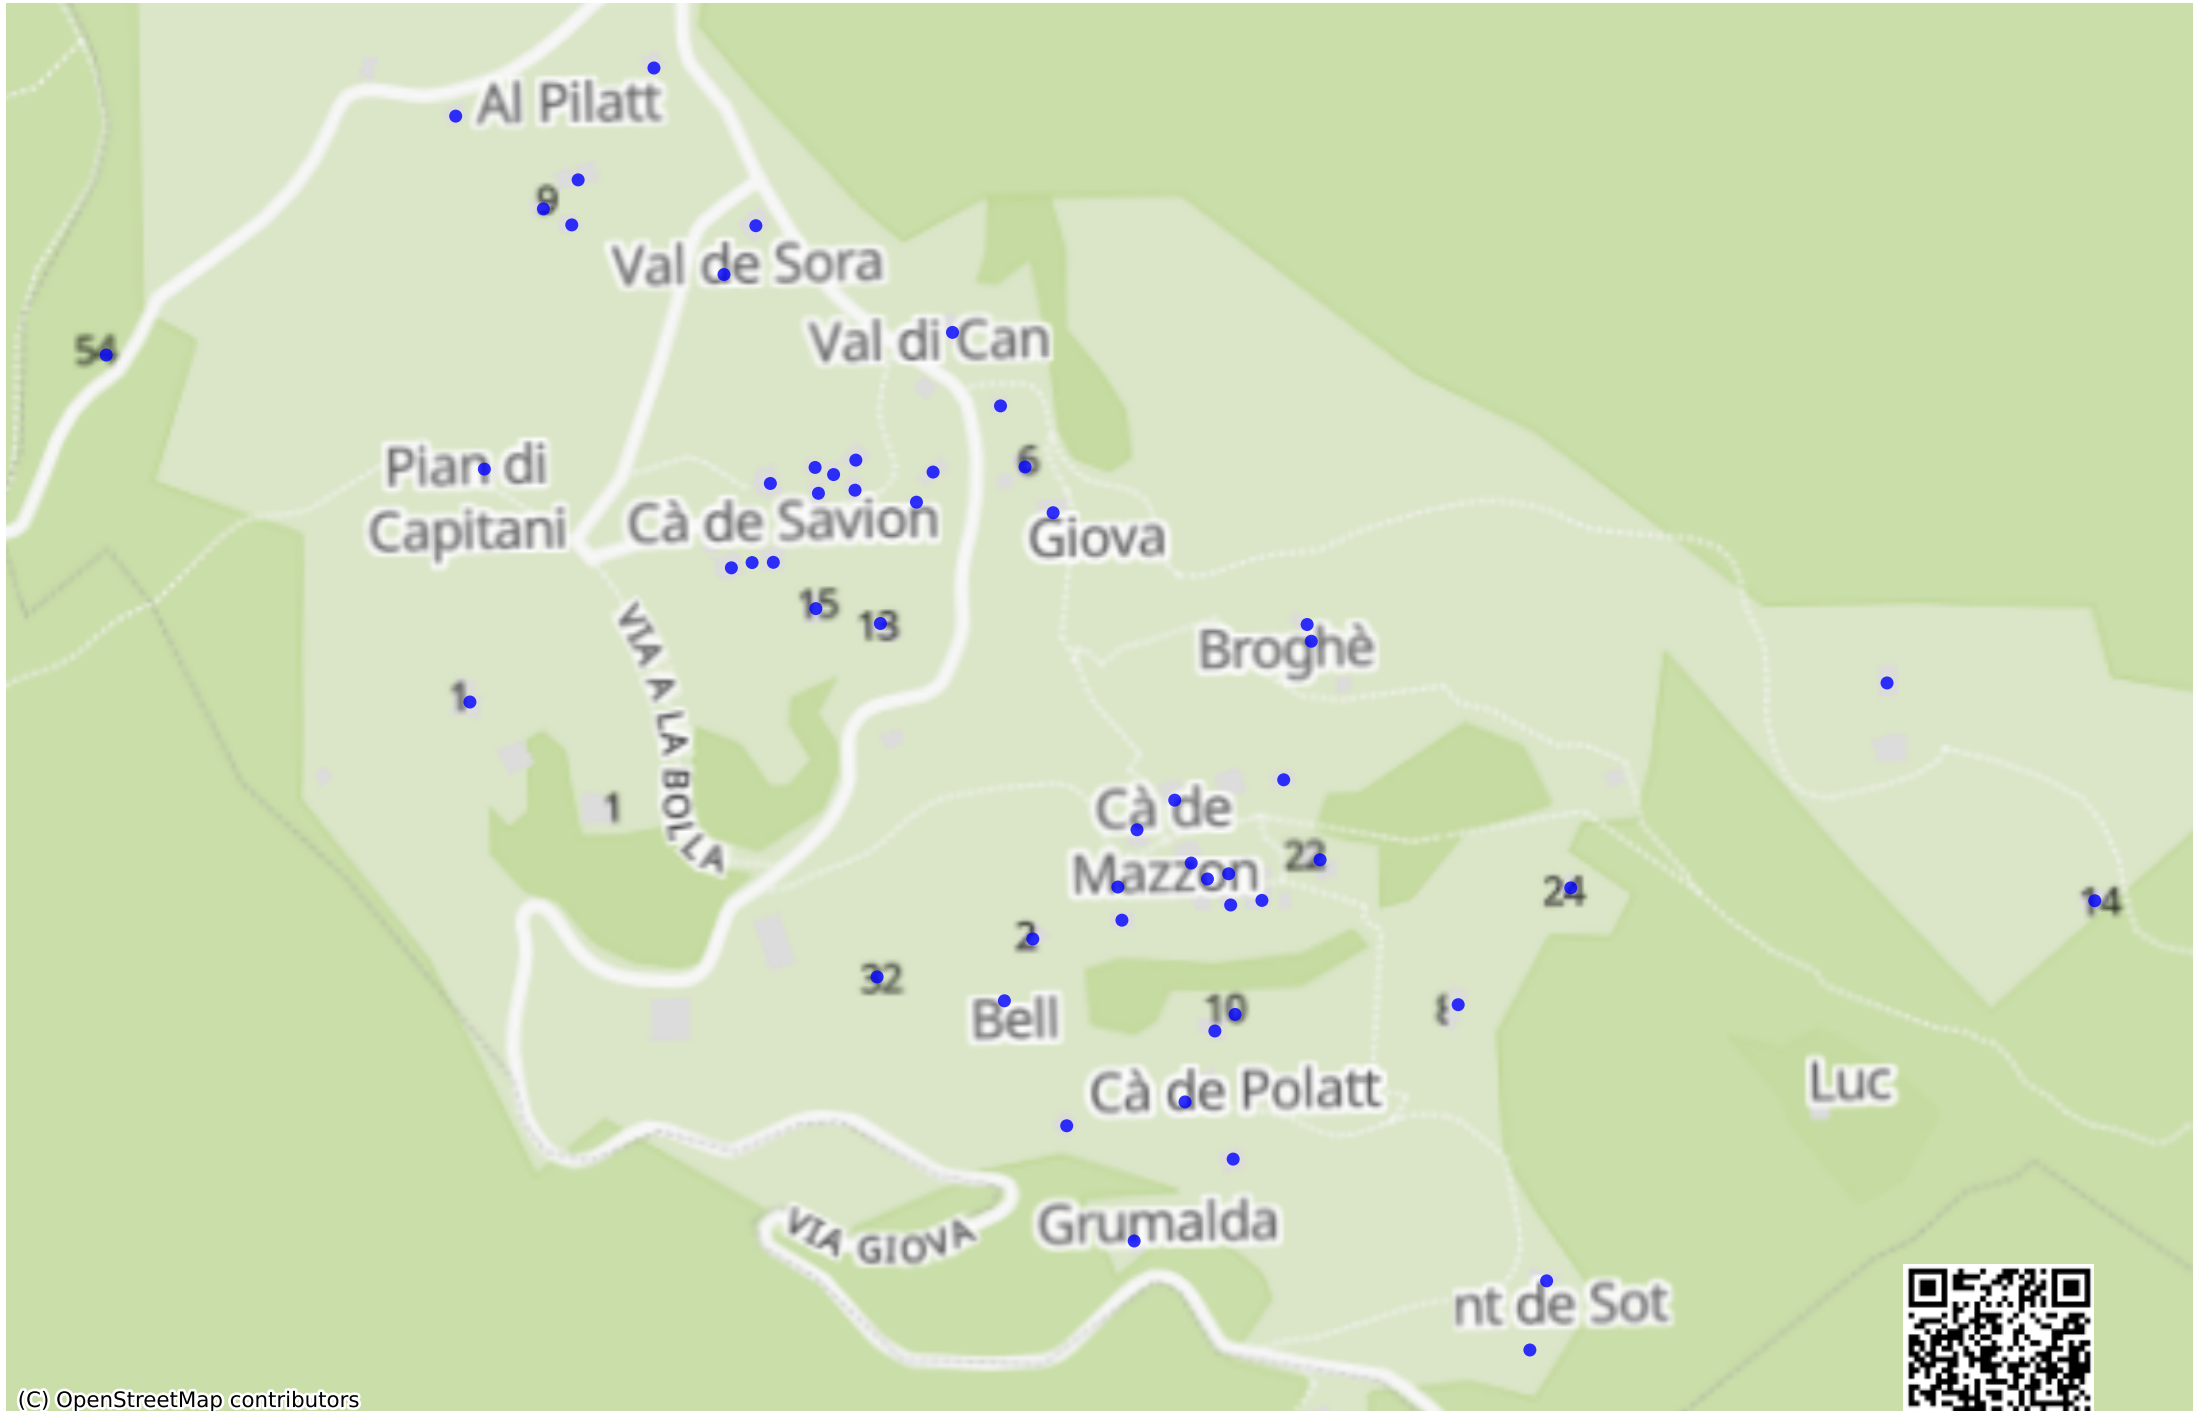 Al Pilatt
9
Val de Sora
Val di Can
54
Pian di
Capitani
Cà de Savion
6
Giova
15
13
VIA A LA BOLLA
Broghè
1
1
Cà de
Mazzon
22
24
14
2
32
Bell
10
8
Cà de Polatt
Luc
Grumalda
VIA GIOVA
nt de Sot
(C) OpenStreetMap contributors